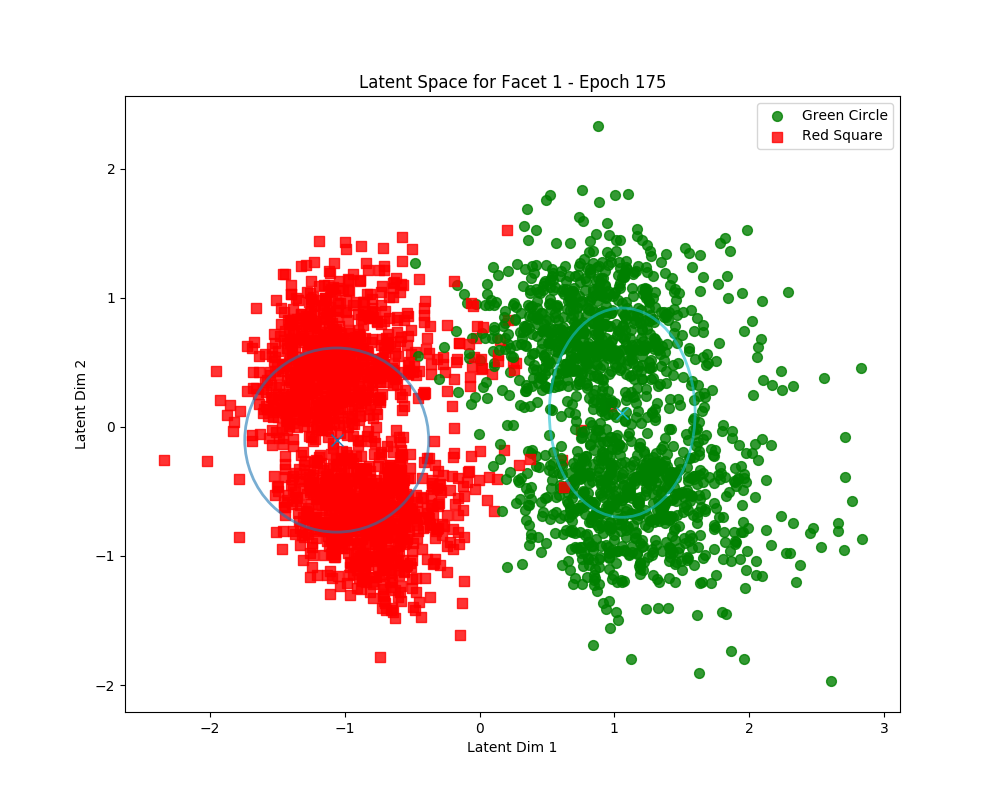 Latent Space for Facet 1 - Epoch 175
Green Circle
Red Square
2
1
0
−1
−2
Latent Dim 2
−2
−1
0
1
2
3
Latent Dim 1